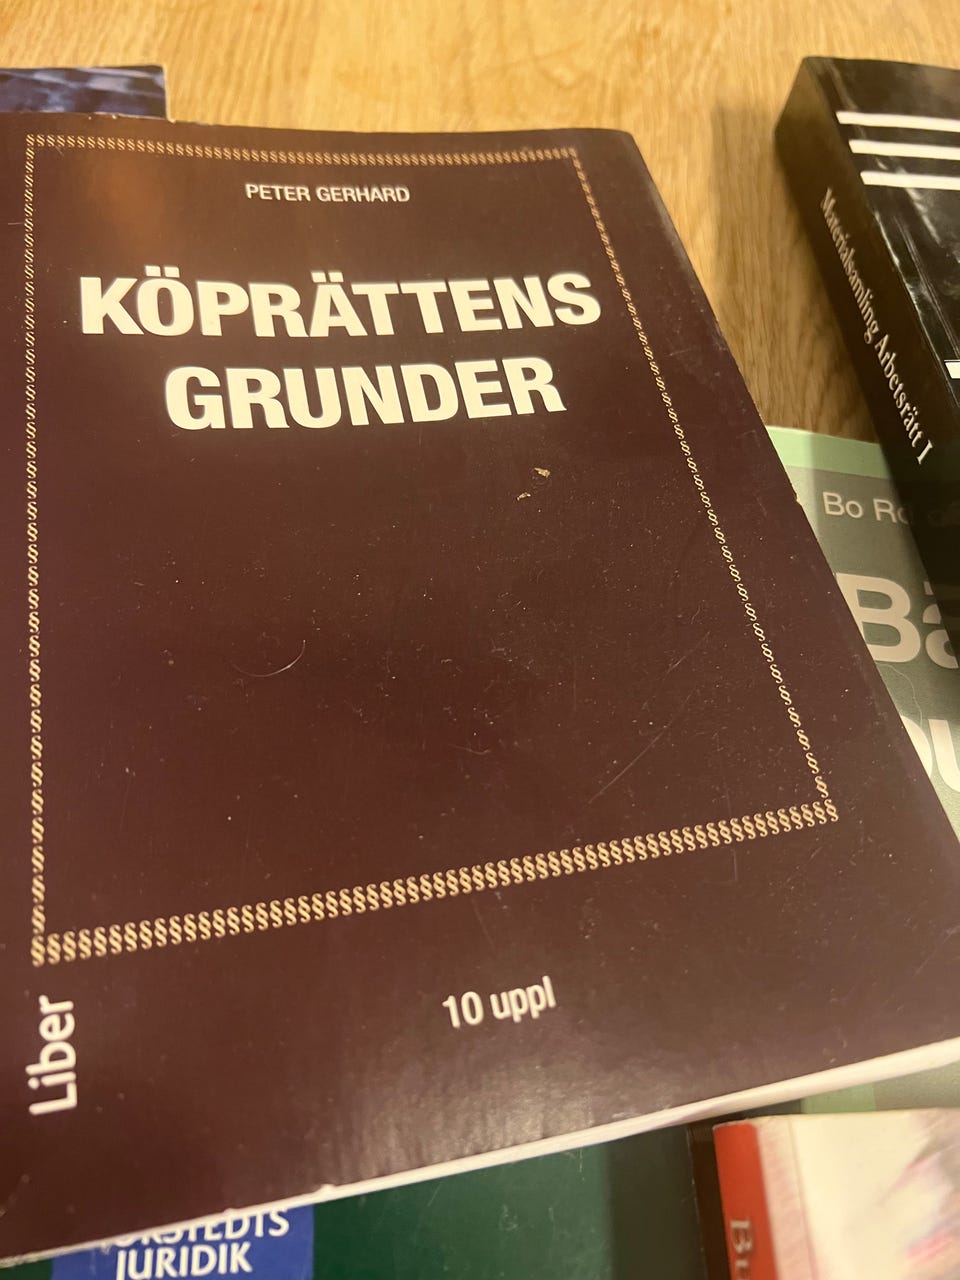 PETER GERHARD
KÖPRÄTTENS
GRUNDER
10 uppl
Liber
Materialsamling Arbetsrätt I
Bo
JURIDIK